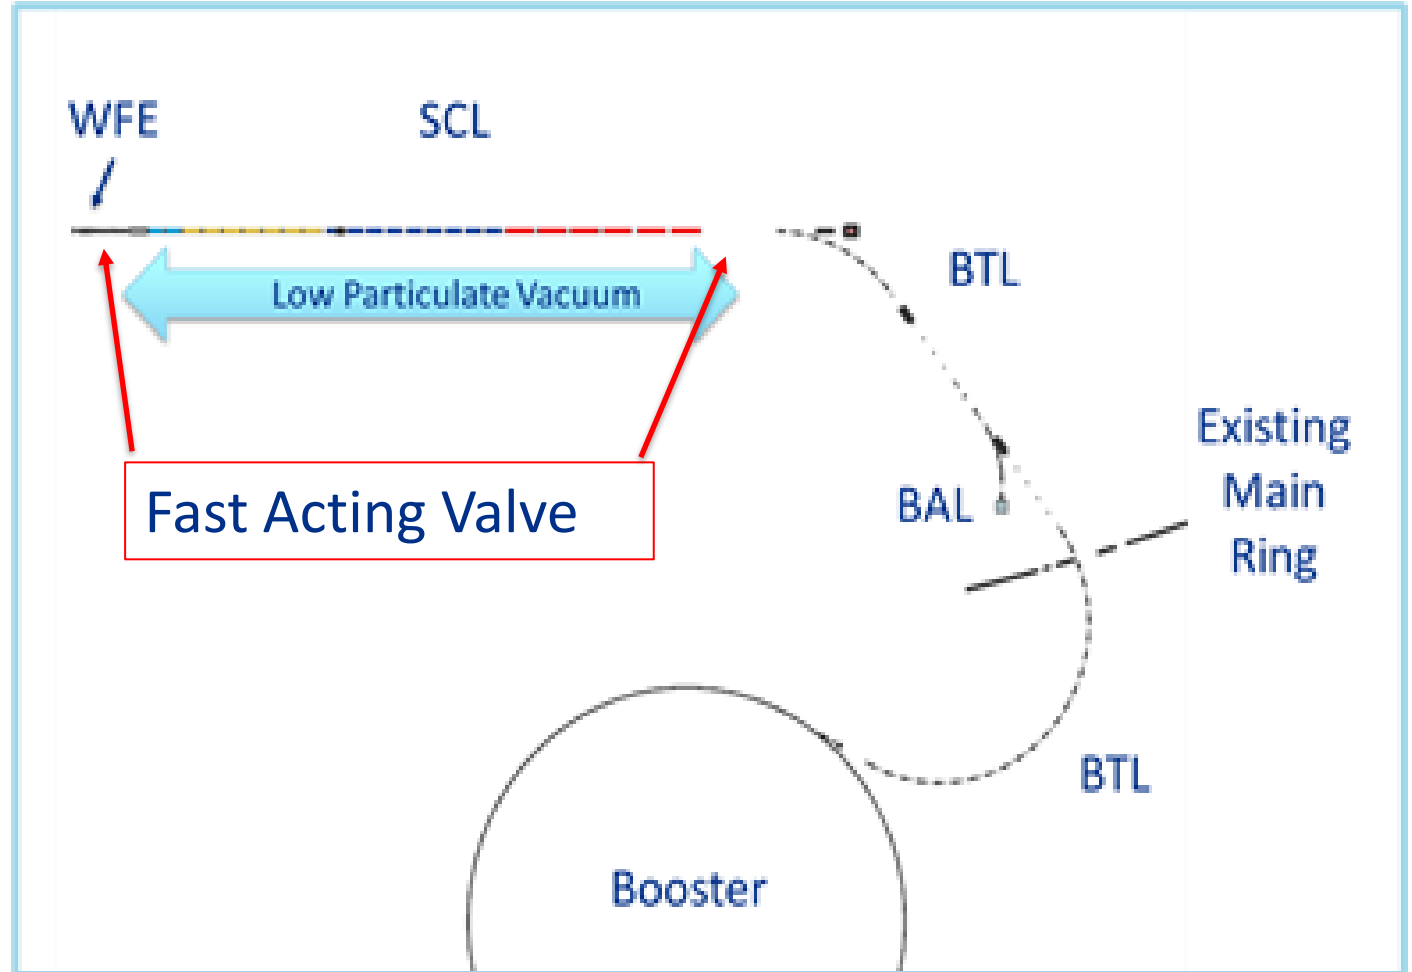 WFE
SCL
Low Particulate Vacuum
BTL
Fast Acting Valve
BAL
Existing
Main
Ring
BTL
Booster